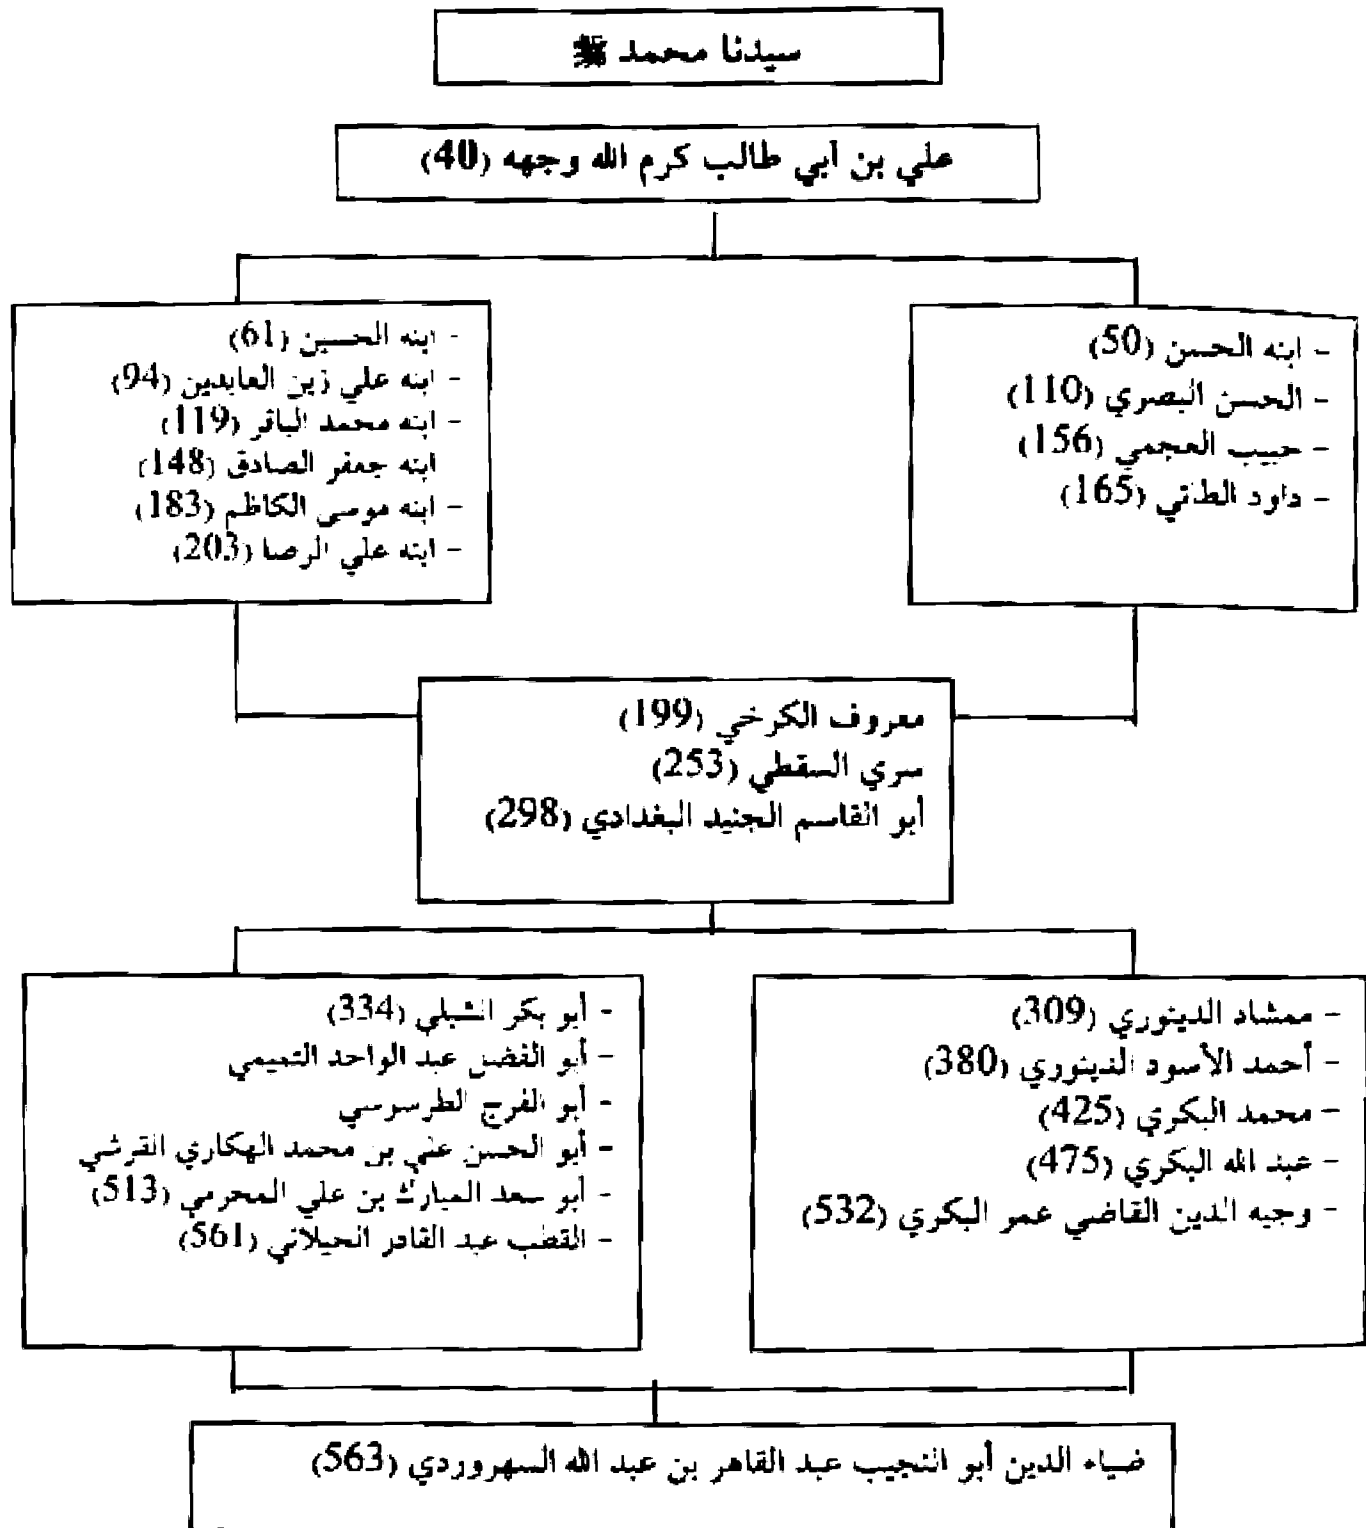 سيدنا محمد ﷺ
علي بن أبي طالب كرم الله وجهه (40)
- ابنه الحسن (50)
- الحسن البصري (110)
- حبيب العجمي (156)
- داود الطائي (165)
- ابنه الحسين (61)
- ابنه علي زين العابدين (94)
- ابنه محمد الباقر (119)
ابنه جعفر الصادق (148)
- ابنه موسى الكاظم (183)
- ابنه علي الرضا (203)
معروف الكرخي (199)
سري السقطي (253)
أبو القاسم الجنيد البغدادي (298)
- ممشاد الدينوري (309)
- أحمد الأسود الدينوري (380)
- محمد البكري (425)
- عبد الله البكري (475)
- وجيه الدين القاضي عمر البكري (532)
- أبو بكر الشبلي (334)
- أبو الفضل عبد الواحد التميمي
- أبو الفرج الطرسوسي
- أبو الحسن علي بن محمد الهكاري القرشي
- أبو سعد المبارك بن علي المخرمي (513)
- القطب عبد القادر الجيلاني (561)
ضياء الدين أبو النجيب عبد القاهر بن عبد الله السهروردي (563)